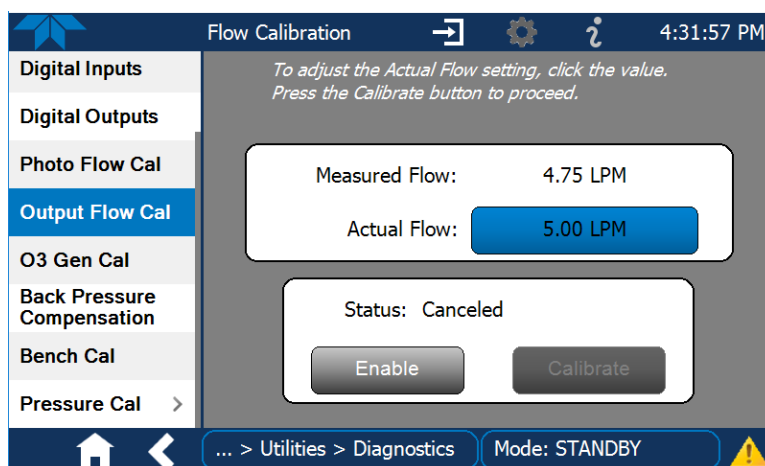 Flow Calibration
4:31:57 PM
Digital Inputs
Digital Outputs
Photo Flow Cal
Output Flow Cal
O3 Gen Cal
Back Pressure
Compensation
Bench Cal
Pressure Cal >
To adjust the Actual Flow setting, click the value.
Press the Calibrate button to proceed.
Measured Flow: 4.75 LPM
Actual Flow: 5.00 LPM
Status: Canceled
Enable
Calibrate
... > Utilities > Diagnostics
Mode: STANDBY